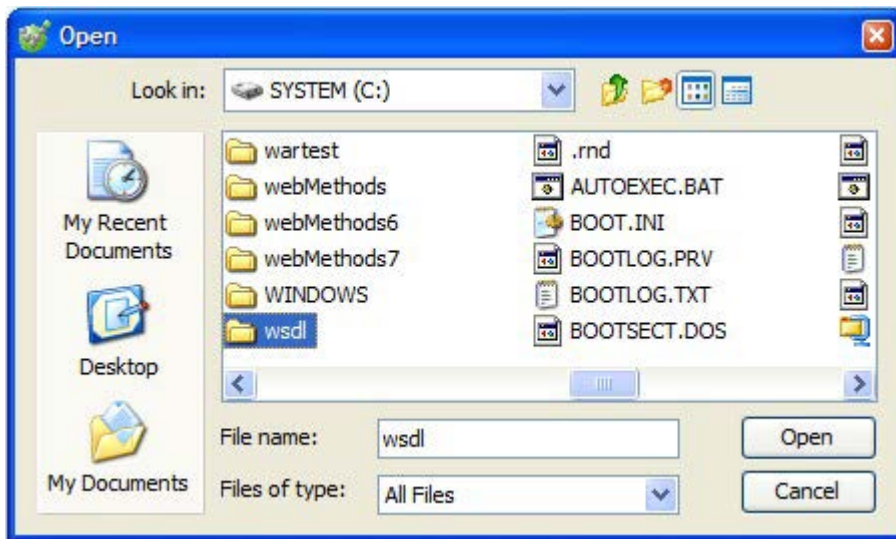 Open
Look in: SYSTEM (C:)
My Recent
Documents
Desktop
My Documents
wartest
webMethods
webMethods6
webMethods7
WINDOWS
wsdl
.rnd
AUTOEXEC.BAT
BOOT.INI
BOOTLOG.PRV
BOOTLOG.TXT
BOOTSECT.DOS
File name: wsdl
Open
Files of type: All Files
Cancel